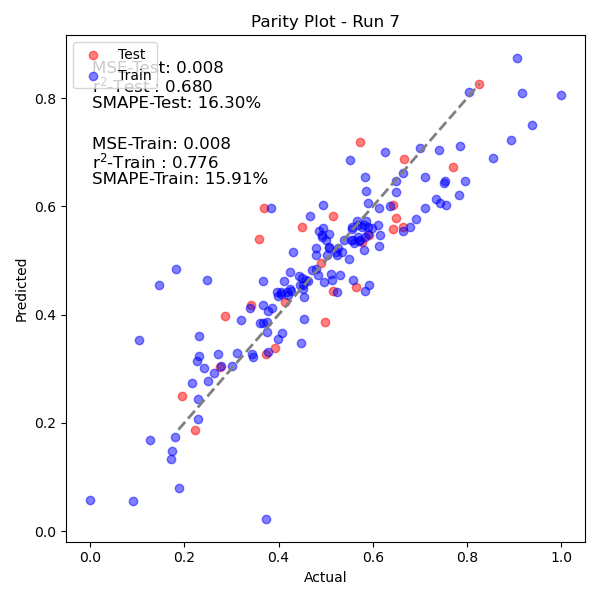 Parity Plot - Run 7
Test
Train
MSE-Test: 0.008
r²-Test : 0.680
SMAPE-Test: 16.30%
MSE-Train: 0.008
r²-Train : 0.776
SMAPE-Train: 15.91%
Predicted
0.8
0.6
0.4
0.2
0.0
0.0 0.2 0.4 0.6 0.8 1.0
Actual